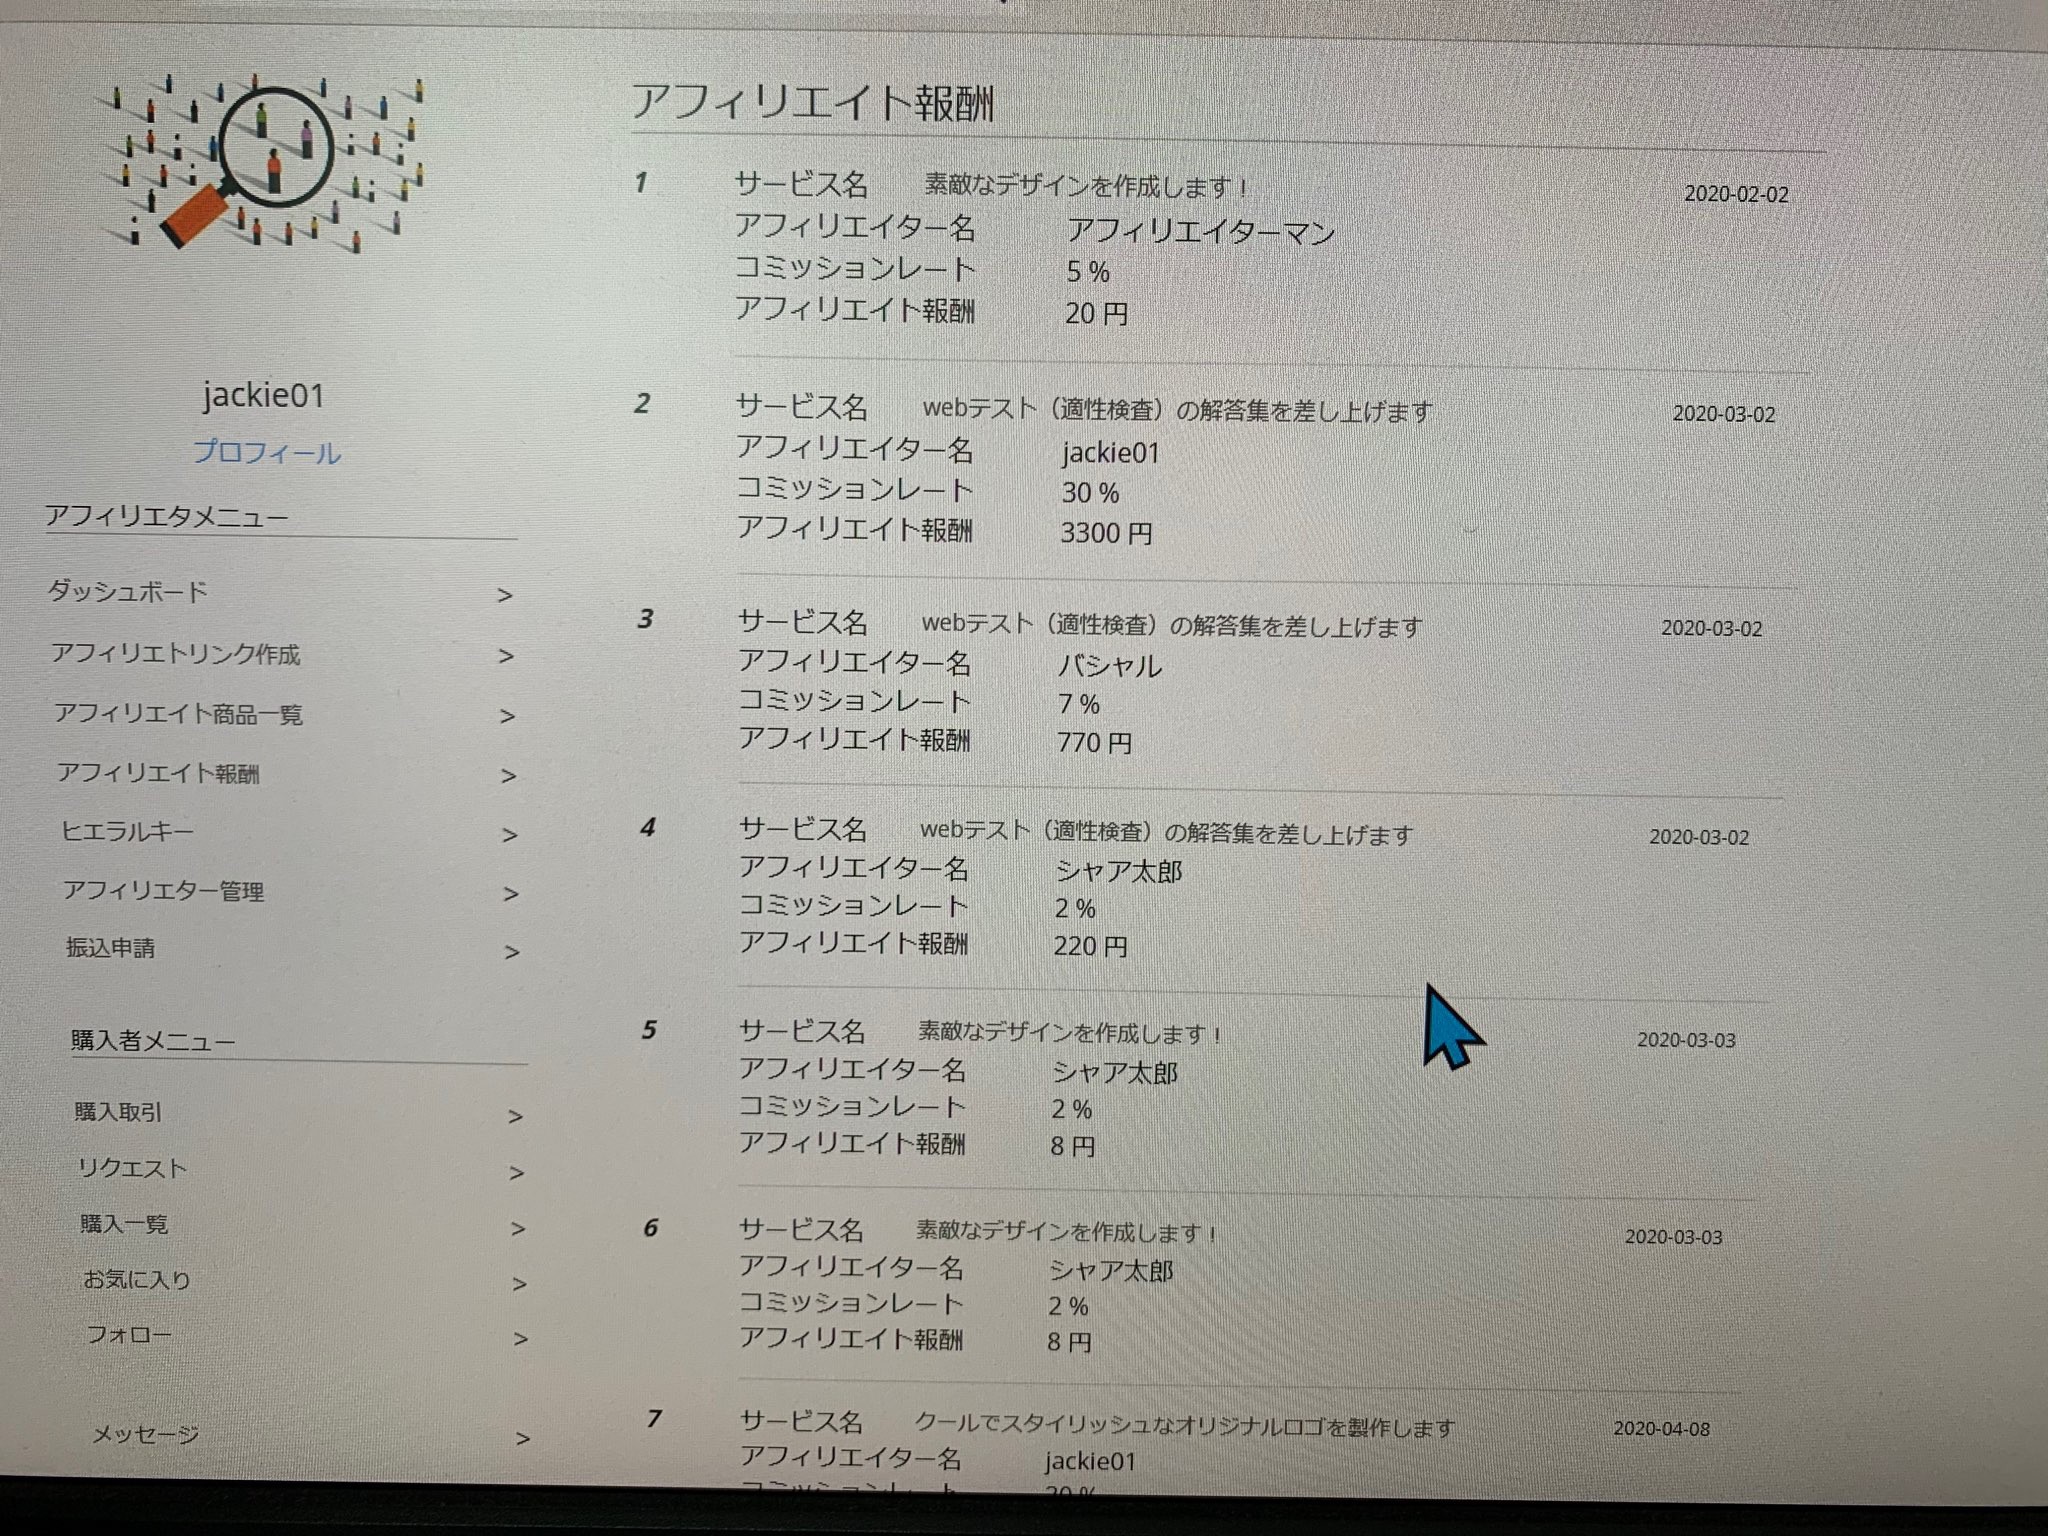 jackie01
プロフィール
アフィリエタメニュー
ダッシュボード >
アフィリエトリンク作成 >
アフィリエイト商品一覧 >
アフィリエイト報酬 >
ヒエラルキー >
アフィリエター管理 >
振込申請 >
購入者メニュー
購入取引 >
リクエスト >
購入一覧 >
お気に入り >
フォロー >
メッセージ >
アフィリエイト報酬
1 サービス名 素敵なデザインを作成します！ 2020-02-02
アフィリエイター名 アフィリエイターマン
コミッションレート 5 %
アフィリエイト報酬 20 円
2 サービス名 webテスト（適性検査）の解答集を差し上げます 2020-03-02
アフィリエイター名 jackie01
コミッションレート 30 %
アフィリエイト報酬 3300 円
3 サービス名 webテスト（適性検査）の解答集を差し上げます 2020-03-02
アフィリエイター名 バシャル
コミッションレート 7 %
アフィリエイト報酬 770 円
4 サービス名 webテスト（適性検査）の解答集を差し上げます 2020-03-02
アフィリエイター名 シャア太郎
コミッションレート 2 %
アフィリエイト報酬 220 円
5 サービス名 素敵なデザインを作成します！ 2020-03-03
アフィリエイター名 シャア太郎
コミッションレート 2 %
アフィリエイト報酬 8 円
6 サービス名 素敵なデザインを作成します！ 2020-03-03
アフィリエイター名 シャア太郎
コミッションレート 2 %
アフィリエイト報酬 8 円
7 サービス名 クールでスタイリッシュなオリジナルロゴを製作します 2020-04-08
アフィリエイター名 jackie01
コミッションレート